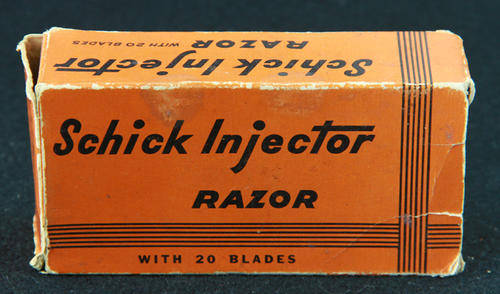 Schick Injector
RAZOR
WITH 20 BLADES
Schick Injector
RAZOR
WITH 20 BLADES